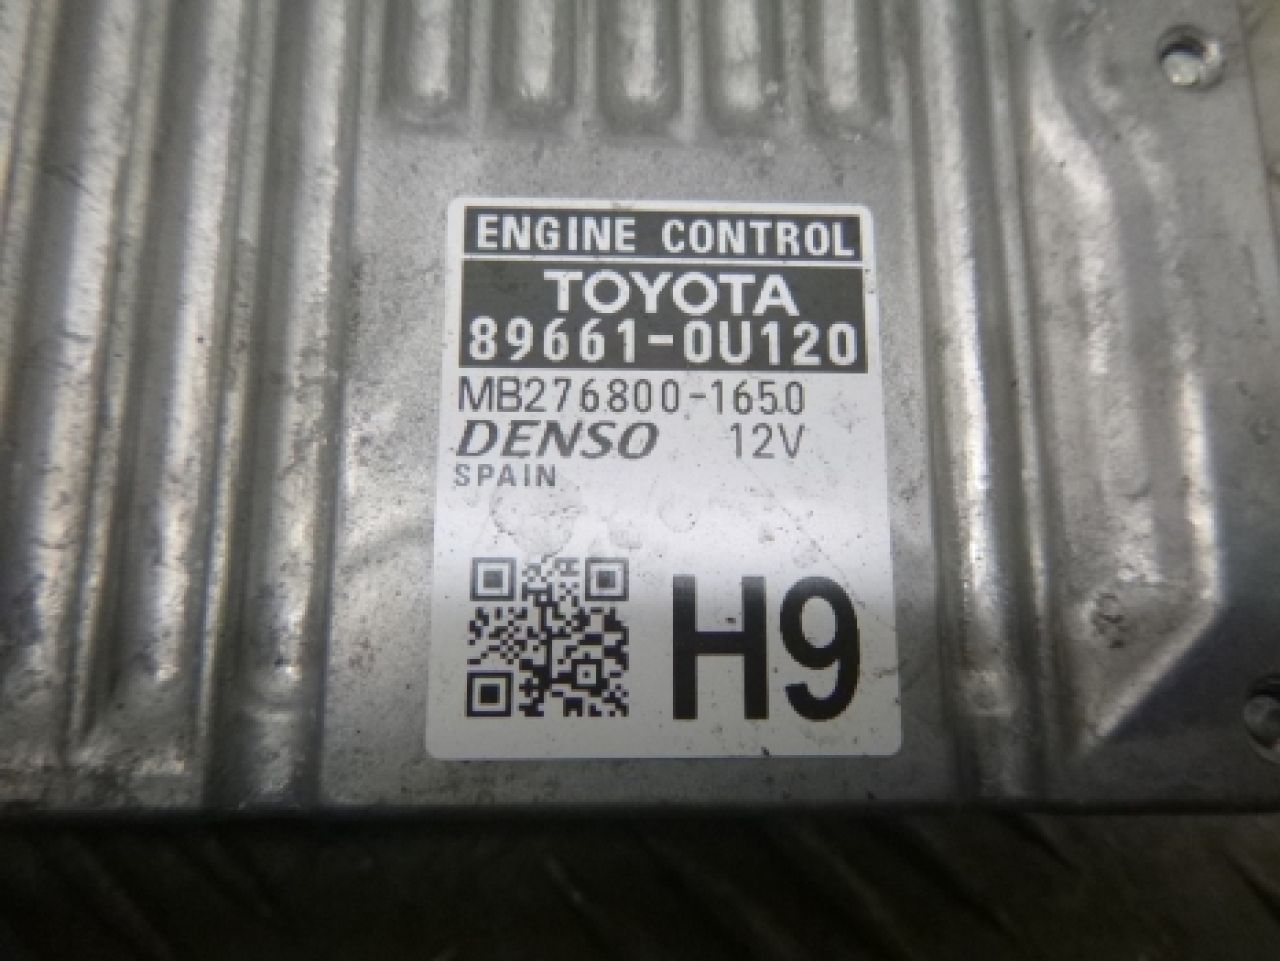 ENGINE CONTROL
TOYOTA
89661-0U120
MB276800-1650
DENSO 12V
SPAIN
H9